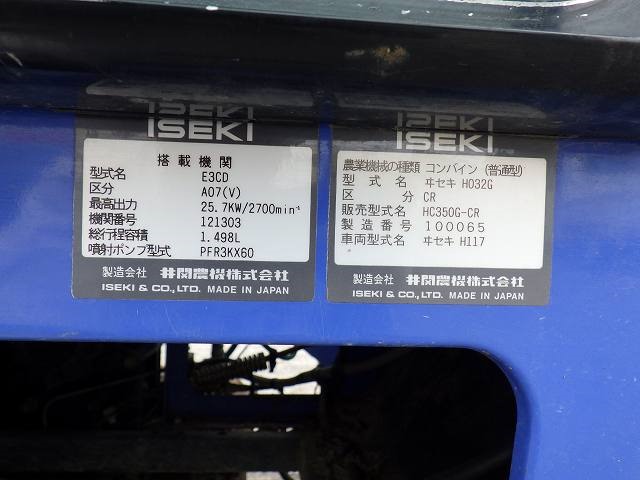 ISEKI
搭載機関
型式名 E3CD
区分 A07(V)
最高出力 25.7KW/2700min⁻¹
機関番号 121303
総行程容積 1.498L
噴射ポンプ型式 PFR3KX60
製造会社 井関農機株式会社
ISEKI & CO., LTD. MADE IN JAPAN
ISEKI
農業機械の種類 コンバイン (普通型)
型式名 ヰセキ HO32G
区分 CR
販売型式名 HC350G-CR
製造番号 100065
車両型式名 ヰセキ H117
製造会社 井関農機株式会社
ISEKI & CO., LTD. MADE IN JAPAN